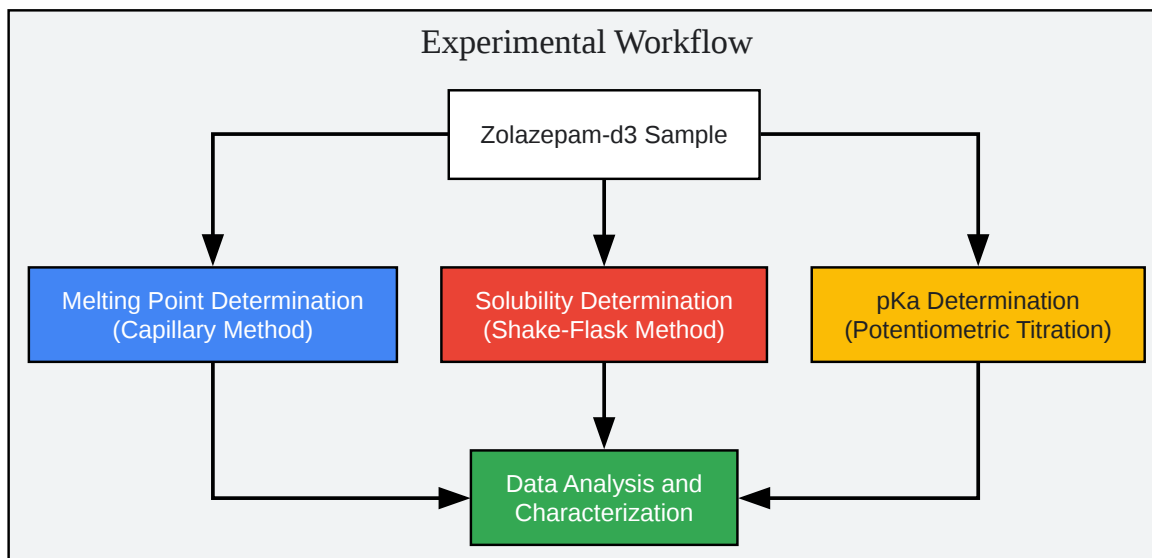 Experimental Workflow
Zolazepam-d3 Sample
Melting Point Determination
(Capillary Method)
Solubility Determination
(Shake-Flask Method)
pKa Determination
(Potentiometric Titration)
Data Analysis and
Characterization